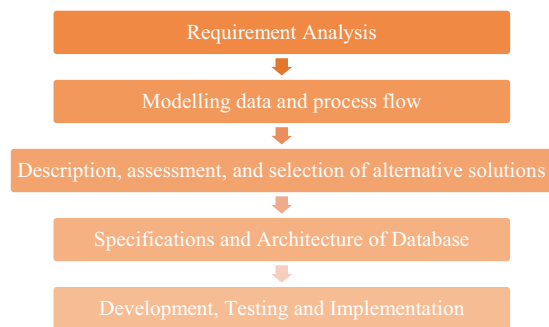 Requirement Analysis
Modelling data and process flow
Description, assessment, and selection of alternative solutions
Specifications and Architecture of Database
Development, Testing and Implementation